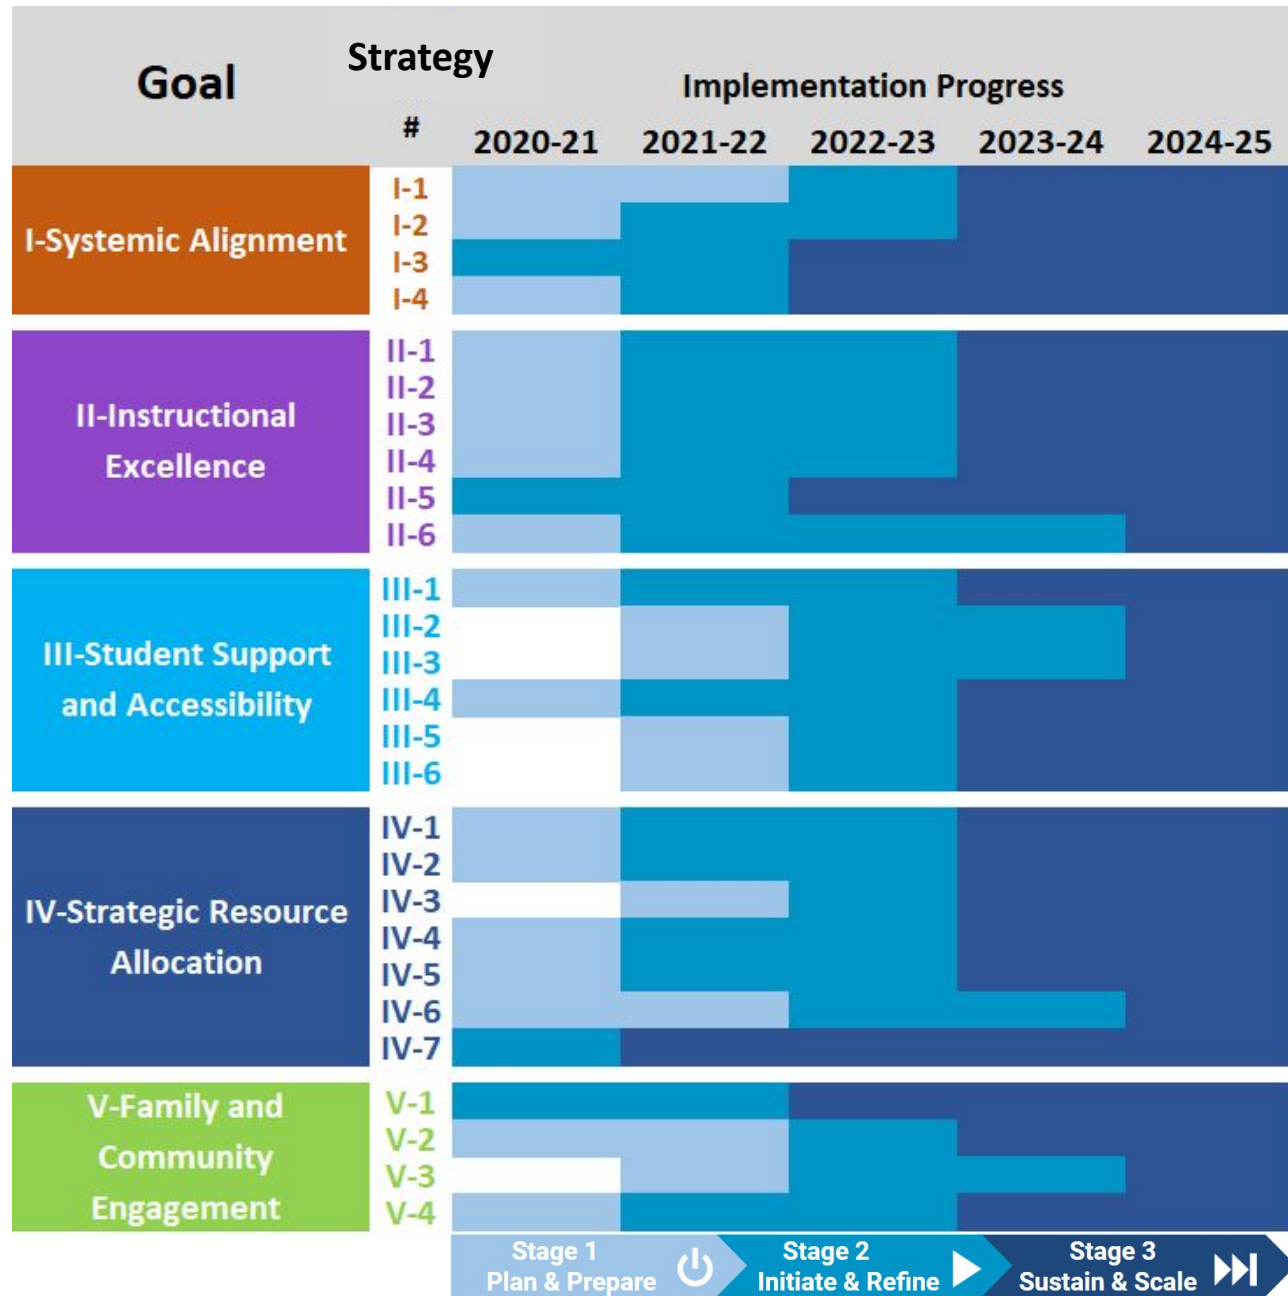 Goal
Strategy
#
Implementation Progress
2020-21 2021-22 2022-23 2023-24 2024-25
I-Systemic Alignment
I-1
I-2
I-3
I-4
II-Instructional
Excellence
II-1
II-2
II-3
II-4
II-5
II-6
III-Student Support
and Accessibility
III-1
III-2
III-3
III-4
III-5
III-6
IV-Strategic Resource
Allocation
IV-1
IV-2
IV-3
IV-4
IV-5
IV-6
IV-7
V-Family and
Community
Engagement
V-1
V-2
V-3
V-4
Stage 1
Plan & Prepare
Stage 2
Initiate & Refine
Stage 3
Sustain & Scale